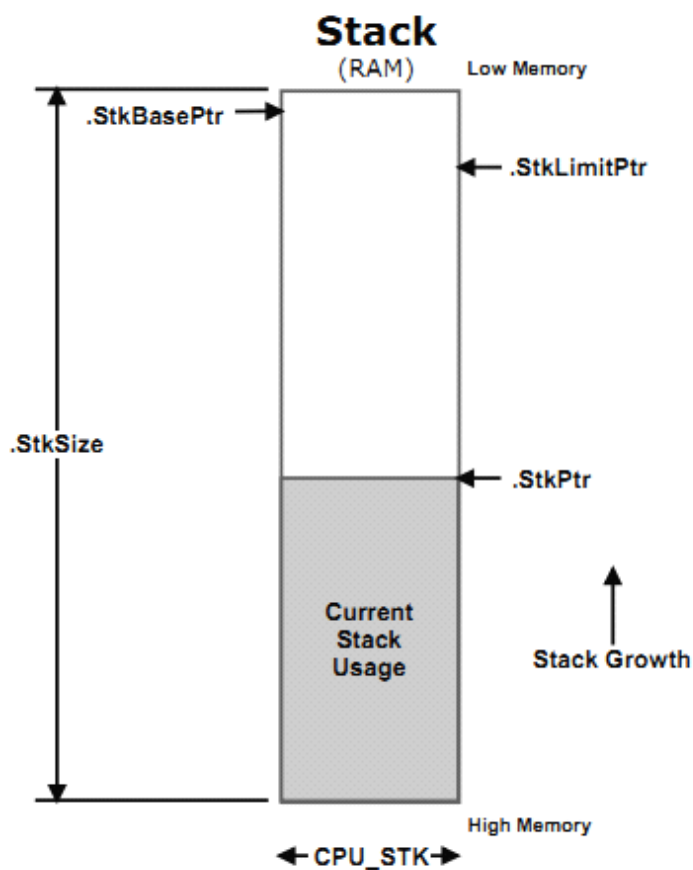 Stack
(RAM)
Low Memory
.StkBasePtr
.StkLimitPtr
.StkSize
.StkPtr
Current
Stack
Usage
Stack Growth
High Memory
CPU_STK